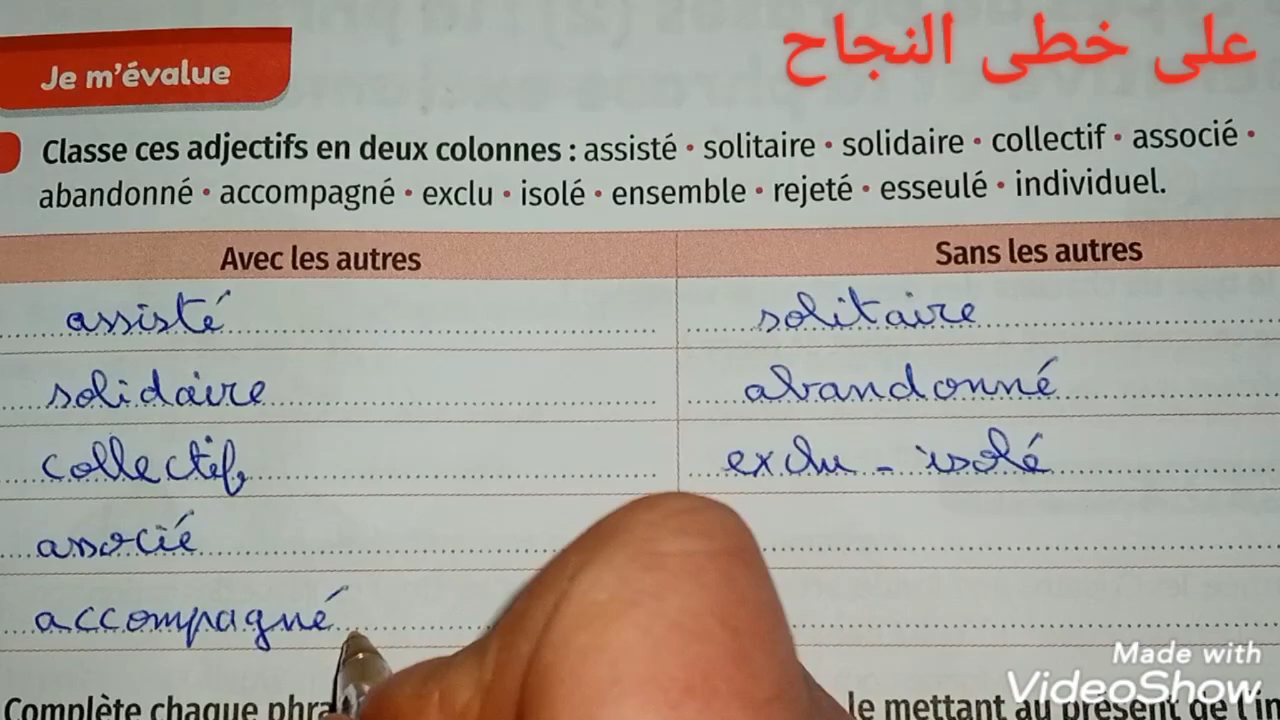 على خطى النجاح
Je m'évalue
Classe ces adjectifs en deux colonnes : assisté • solitaire • solidaire • collectif • associé •
abandonné • accompagné • exclu • isolé • ensemble • rejeté • esseulé • individuel.
Avec les autres Sans les autres
assisté solitaire
solidaire abandonné
collectif exclu - isolé
associé
accompagné
Made with
VideoShow
Complète chaque le mettant au présent de